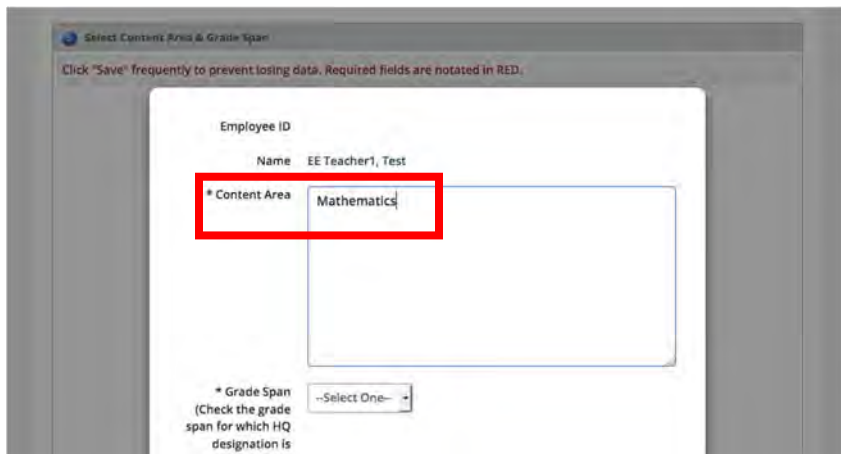 Select Content Area & Grade Span
Click "Save" frequently to prevent losing data. Required fields are notated in RED.
Employee ID
Name EE Teacher1, Test
* Content Area Mathematics
* Grade Span --Select One--
(Check the grade
span for which HQ
designation is